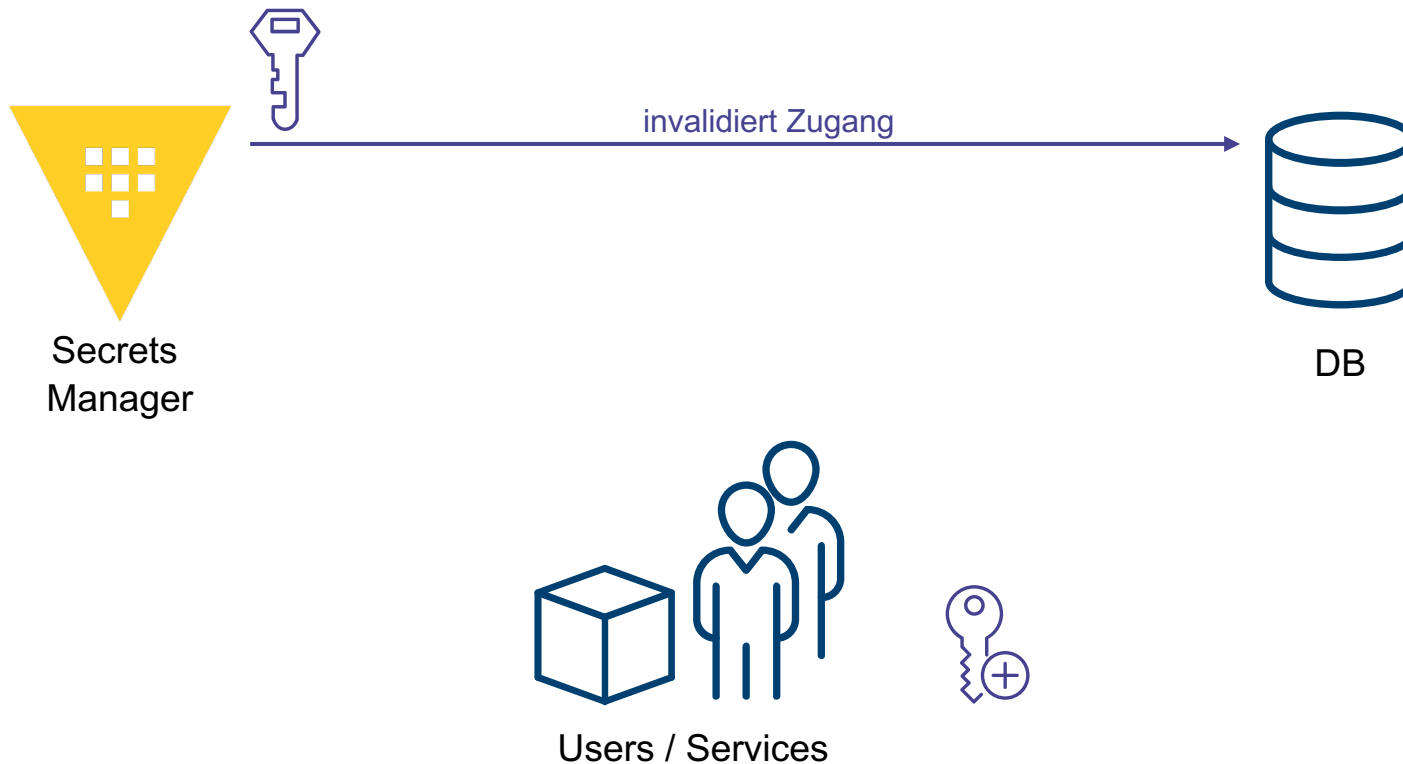 invalidiert Zugang
Secrets
Manager
DB
Users / Services